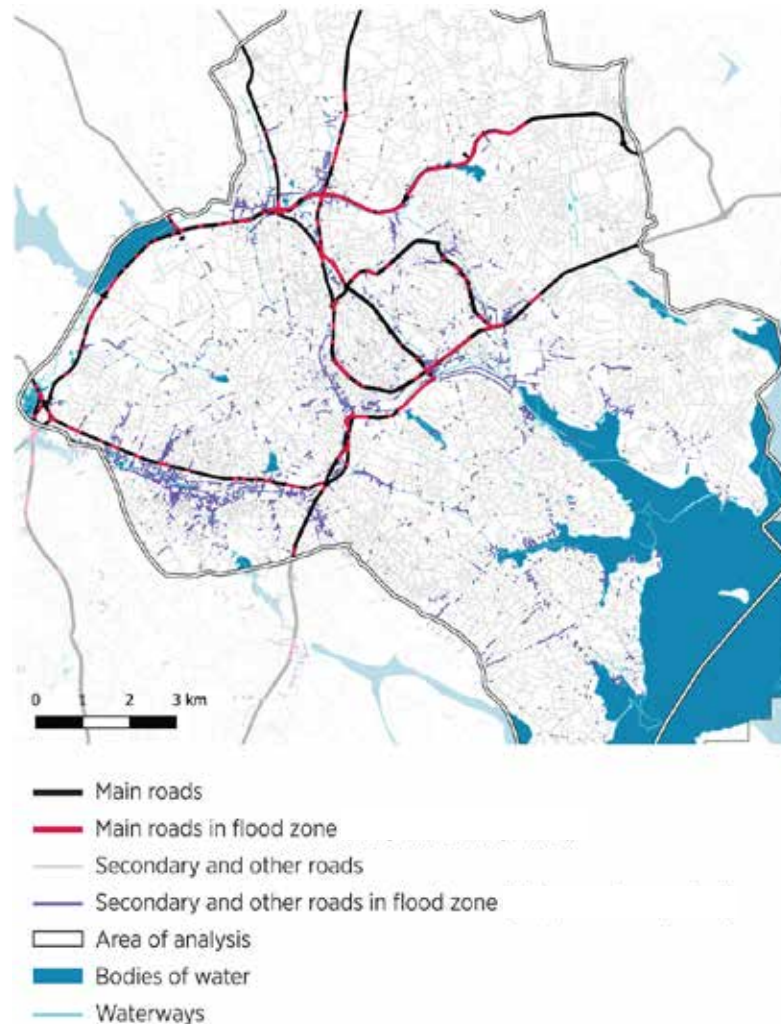 0 1 2 3 km
Main roads
Main roads in flood zone
Secondary and other roads
Secondary and other roads in flood zone
Area of analysis
Bodies of water
Waterways